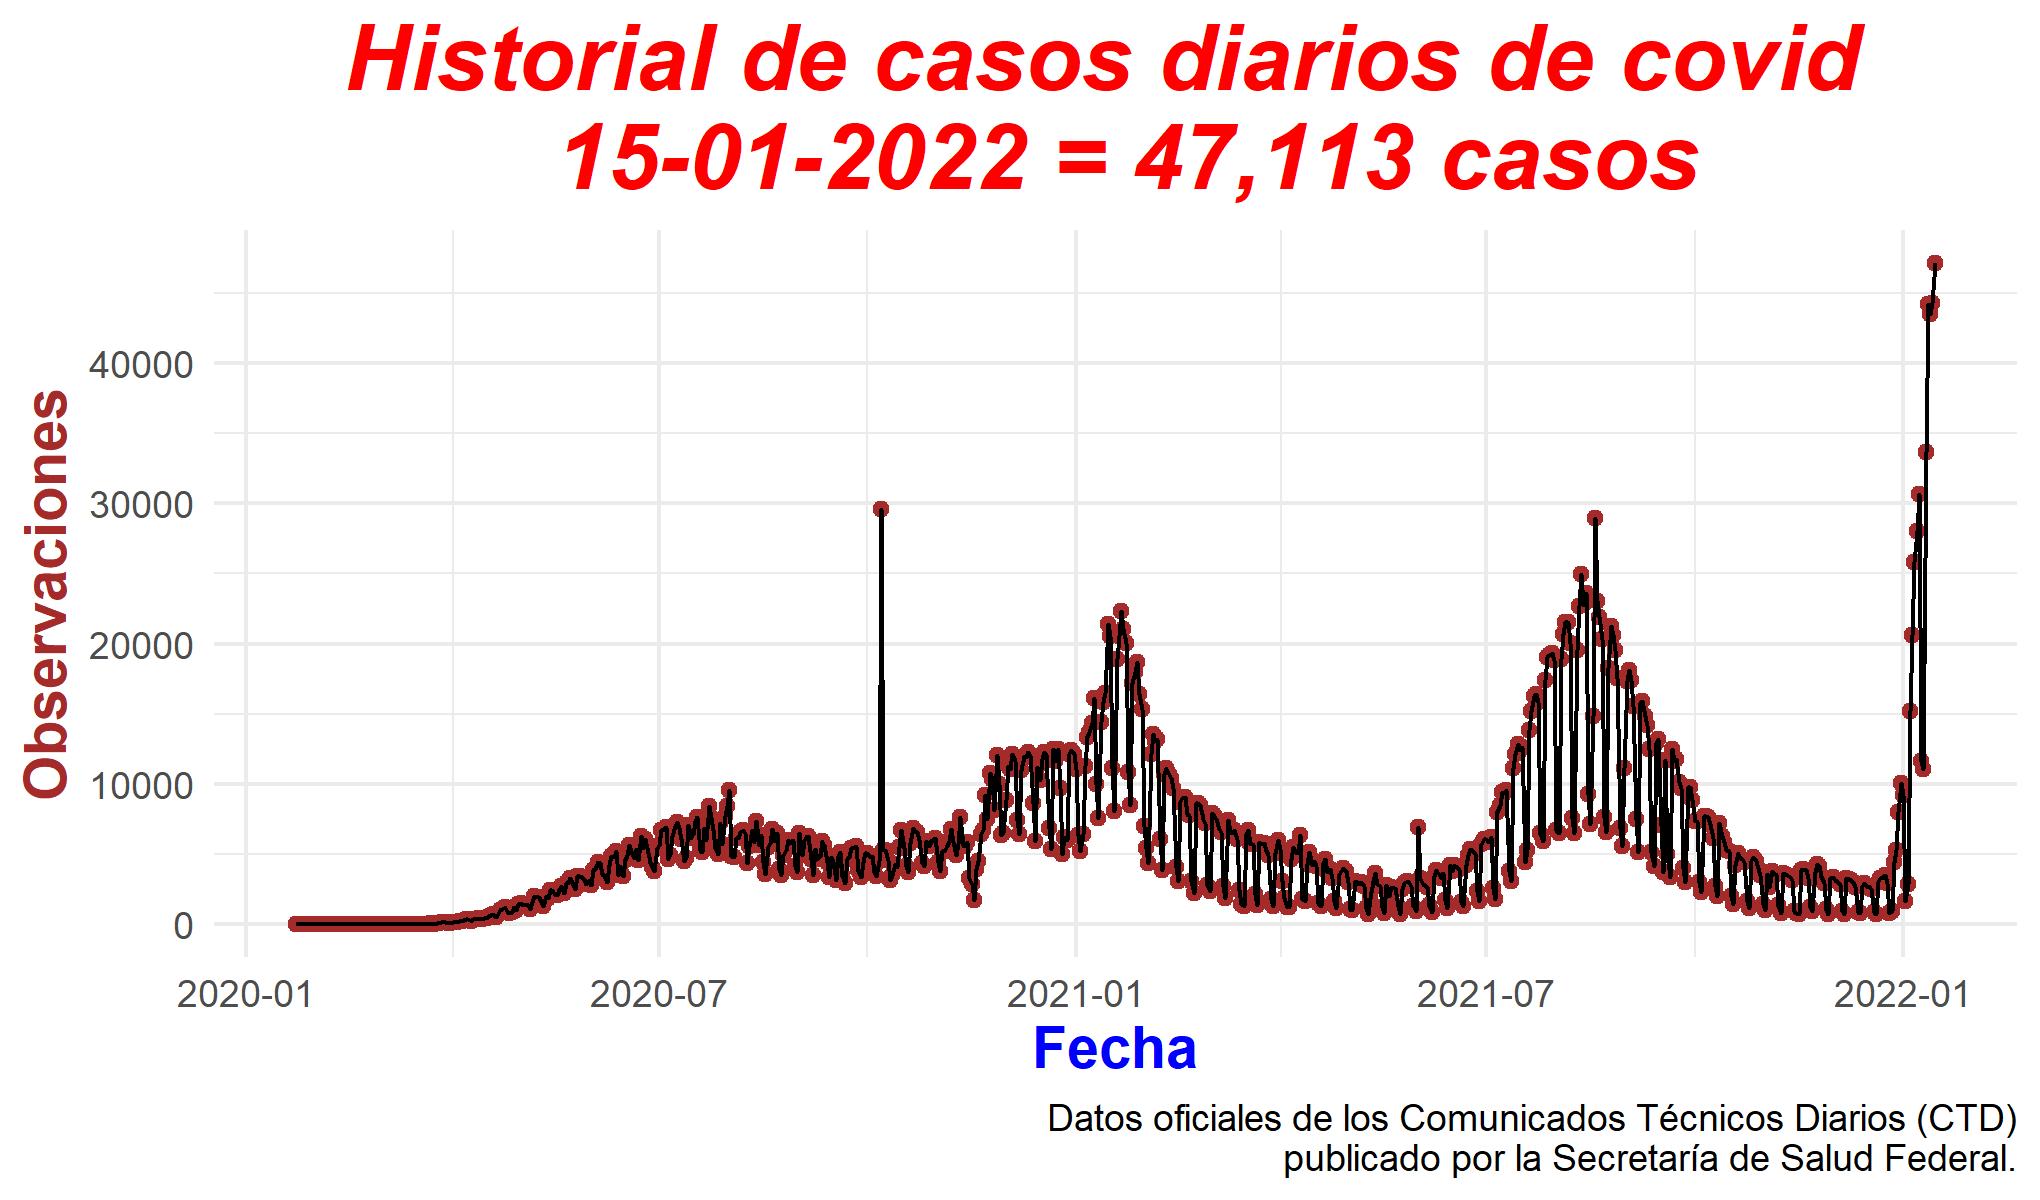 Historial de casos diarios de covid
15-01-2022 = 47,113 casos
Observaciones
40000
30000
20000
10000
0
2020-01
2020-07
2021-01
2021-07
2022-01
Fecha
Datos oficiales de los Comunicados Técnicos Diarios (CTD)
publicado por la Secretaría de Salud Federal.